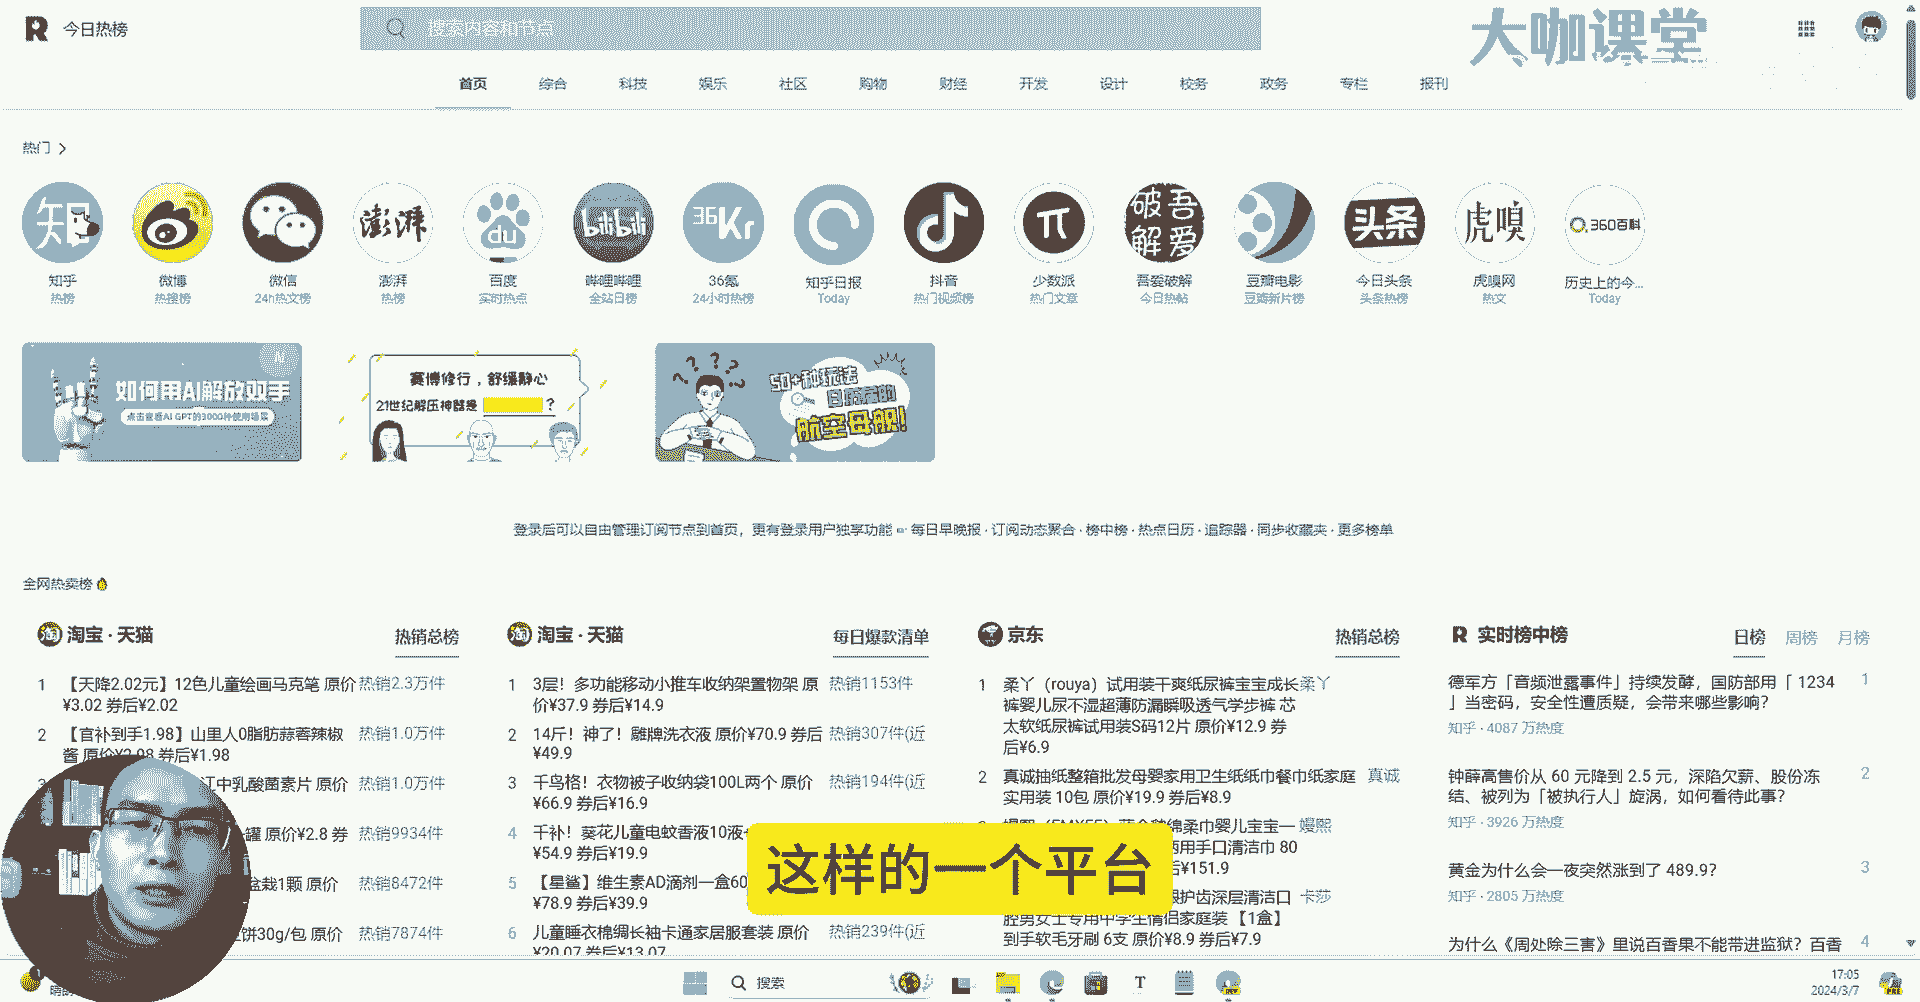 今日热榜
搜索内容和节点
大咖课堂
首页 综合 科技 娱乐 社区 购物 财经 开发 设计 校务 政务 专栏 报刊
热门
知 澎湃 du bilibili 36Kr π 吾爱破解 头条 虎嗅 360百科
知乎 微博 微信 澎湃 百度 哔哩哔哩 36氪 知乎日报 抖音 少数派 吾爱破解 豆瓣电影 今日头条 虎嗅网 历史上的今...
热榜 热搜榜 24h热文榜 热榜 实时热点 全站日榜 24小时热榜 Today 热门视频榜 热门文章 今日热帖 豆瓣新片榜 头条热榜 热文 Today
如何用AI解放双手
点击查看AI GPT的3000种使用场景
赛博修行，舒缓静心
21世纪解压神器是 ?
50+种玩法
日历届的
航空母舰!
登录后可以自由管理订阅节点到首页，更有登录用户独享功能 每日早晚报 · 订阅动态聚合 · 榜中榜 · 热点日历 · 追踪器 · 同步收藏夹 · 更多榜单
全网热卖榜
淘宝 · 天猫 热销总榜
1 【天降2.02元】12色儿童绘画马克笔 原价 热销2.3万件
¥3.02 券后¥2.02
2 【官补到手1.98】山里人0脂肪蒜蓉辣椒 热销1.0万件
酱 原价¥3.98 券后¥1.98
江中乳酸菌素片 原价 热销1.0万件
罐 原价¥2.8 券 热销9934件
盆栽1颗 原价 热销8472件
饼30g/包 原价 热销7874件
淘宝 · 天猫 每日爆款清单
1 3层！多功能移动小推车收纳架置物架 原 热销1153件
价¥37.9 券后¥14.9
2 14斤！神了！雕牌洗衣液 原价¥70.9 券后 热销307件(近
¥49.9
3 千鸟格！衣物被子收纳袋100L两个 原价 热销194件(近
¥66.9 券后¥16.9
4 千补！葵花儿童电蚊香液10液
¥54.9 券后¥19.9
5 【星鲨】维生素AD滴剂一盒60
¥78.9 券后¥39.9
6 儿童睡衣棉绸长袖卡通家居服套装 原价 热销239件(近
¥20.07 券后¥13.07
京东 热销总榜
1 柔丫（rouya）试用装干爽纸尿裤宝宝成长 柔丫
裤婴儿尿不湿超薄防漏瞬吸透气学步裤 芯
太软纸尿裤试用装S码12片 原价¥12.9 券
后¥6.9
2 真诚抽纸整箱批发母婴家用卫生纸纸巾餐巾纸家庭 真诚
实用装 10包 原价¥19.9 券后¥8.9
绵柔巾婴儿宝宝一 嫚熙
两用手口清洁巾 80
后¥151.9
护齿深层清洁口 卡莎
腔男女士专用中学生情侣家庭装 【1盒】
到手软毛牙刷 6支 原价¥8.9 券后¥7.9
实时榜中榜 日榜 周榜 月榜
德军方「音频泄露事件」持续发酵，国防部用「 1234 1
」当密码，安全性遭质疑，会带来哪些影响？
知乎 · 4087 万热度
钟薛高售价从 60 元降到 2.5 元，深陷欠薪、股份冻 2
结、被列为「被执行人」旋涡，如何看待此事？
知乎 · 3926 万热度
黄金为什么会一夜突然涨到了 489.9？ 3
知乎 · 2805 万热度
为什么《周处除三害》里说百香果不能带进监狱？百香 4
这样的一个平台
搜索
17:05
2024/3/7